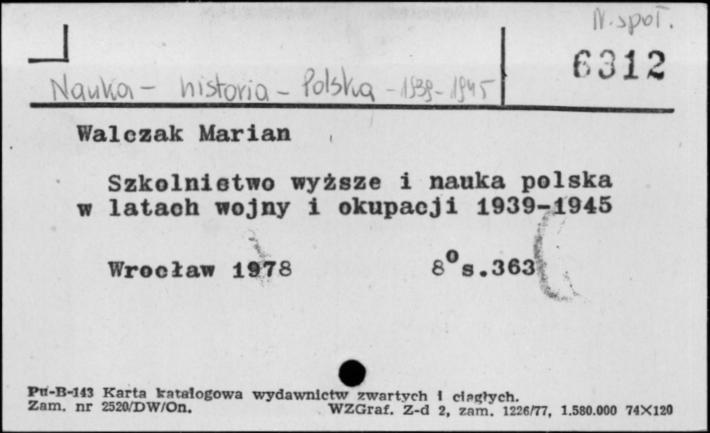 N. społ.
6312
Nauka - historia - Polska - 1939-1945
Walczak Marian
Szkolnictwo wyższe i nauka polska
w latach wojny i okupacji 1939-1945
Wrocław 1978 8° s.363
Pu-B-143 Karta katalogowa wydawnictw zwartych i ciągłych.
Zam. nr 2520/DW/On. WZGraf. Z-d 2, zam. 1226/77, 1.580.000 74×120